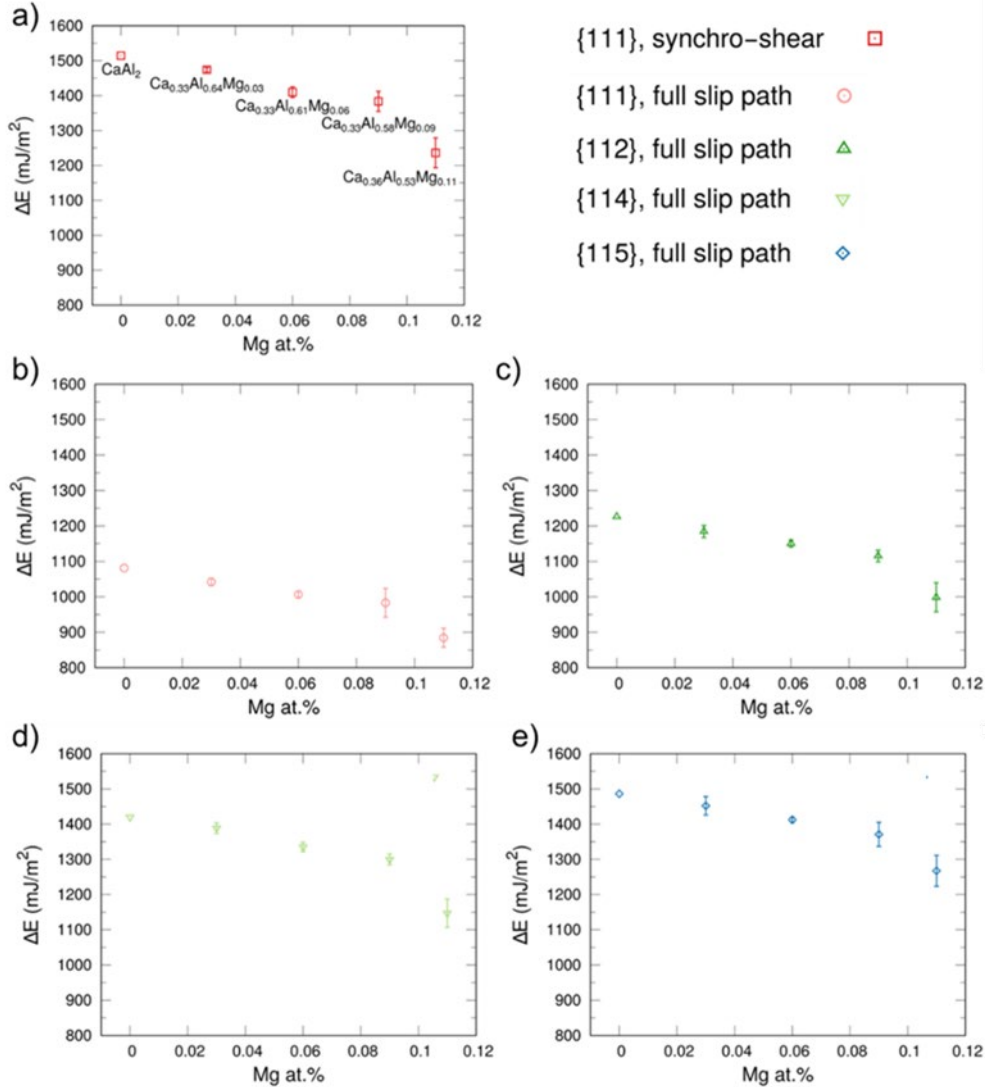 a)
1600
1500
1400
1300
1200
1100
1000
900
800
ΔE (mJ/m²)
CaAl₂
Ca₀.₃₃Al₀.₆₄Mg₀.₀₃
Ca₀.₃₃Al₀.₆₁Mg₀.₀₆
Ca₀.₃₃Al₀.₅₈Mg₀.₀₉
Ca₀.₃₆Al₀.₅₃Mg₀.₁₁
0 0.02 0.04 0.06 0.08 0.1 0.12
Mg at.%
{111}, synchro−shear
{111}, full slip path
{112}, full slip path
{114}, full slip path
{115}, full slip path
b)
1600
1500
1400
1300
1200
1100
1000
900
800
ΔE (mJ/m²)
0 0.02 0.04 0.06 0.08 0.1 0.12
Mg at.%
c)
1600
1500
1400
1300
1200
1100
1000
900
800
ΔE (mJ/m²)
0 0.02 0.04 0.06 0.08 0.1 0.12
Mg at.%
d)
1600
1500
1400
1300
1200
1100
1000
900
800
ΔE (mJ/m²)
0 0.02 0.04 0.06 0.08 0.1 0.12
Mg at.%
e)
1600
1500
1400
1300
1200
1100
1000
900
800
ΔE (mJ/m²)
0 0.02 0.04 0.06 0.08 0.1 0.12
Mg at.%